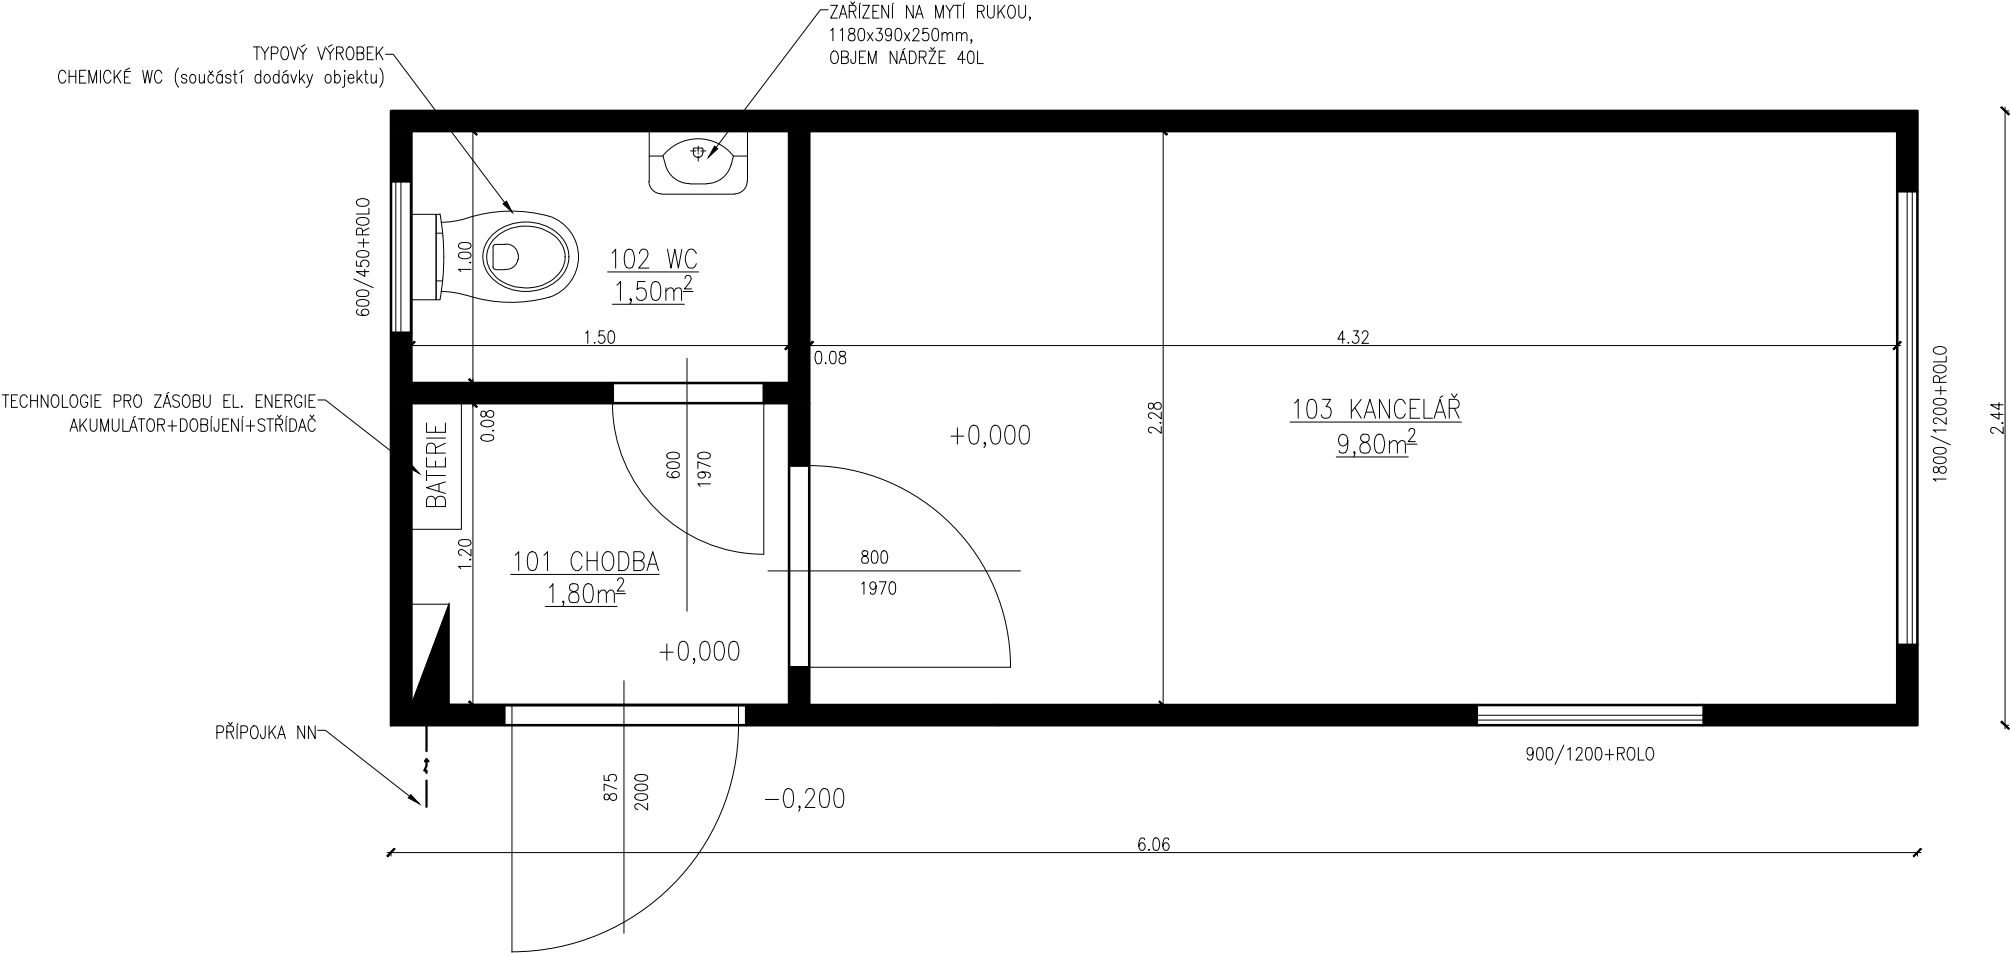 ZAŘÍZENÍ NA MYTÍ RUKOU,
1180x390x250mm,
OBJEM NÁDRŽE 40L
TYPOVÝ VÝROBEK
CHEMICKÉ WC (součástí dodávky objektu)
600/450+ROLO
1.00
102 WC
1,50m²
1.50
0.08
4.32
TECHNOLOGIE PRO ZÁSOBU EL. ENERGIE
AKUMULÁTOR+DOBÍJENÍ+STŘÍDAČ
BATERIE
0.08
600
1970
+0,000
2.28
103 KANCELÁŘ
9,80m²
1800/1200+ROLO
2.44
1.20
101 CHODBA
1,80m²
800
1970
+0,000
PŘÍPOJKA NN
875
2000
-0,200
900/1200+ROLO
6.06